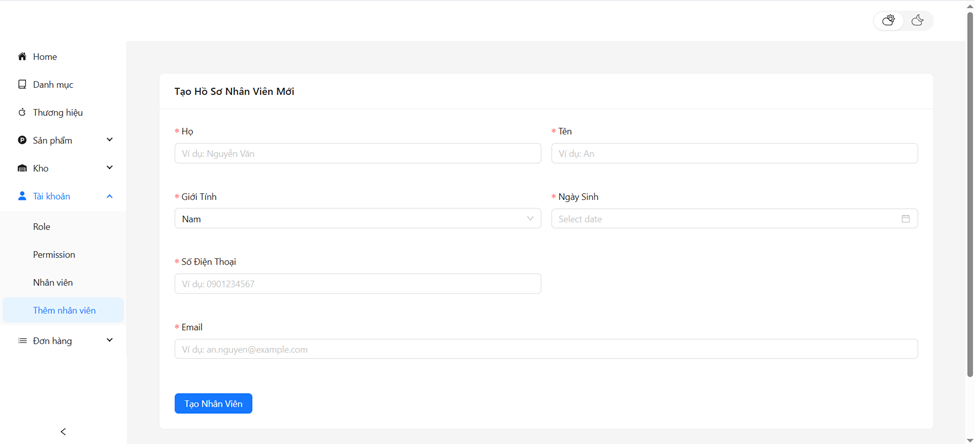 Home
Danh mục
Thương hiệu
Sản phẩm
Kho
Tài khoản
Role
Permission
Nhân viên
Thêm nhân viên
Đơn hàng
Tạo Hồ Sơ Nhân Viên Mới
* Họ
Ví dụ: Nguyễn Văn
* Tên
Ví dụ: An
* Giới Tính
Nam
* Ngày Sinh
Select date
* Số Điện Thoại
Ví dụ: 0901234567
* Email
Ví dụ: an.nguyen@example.com
Tạo Nhân Viên